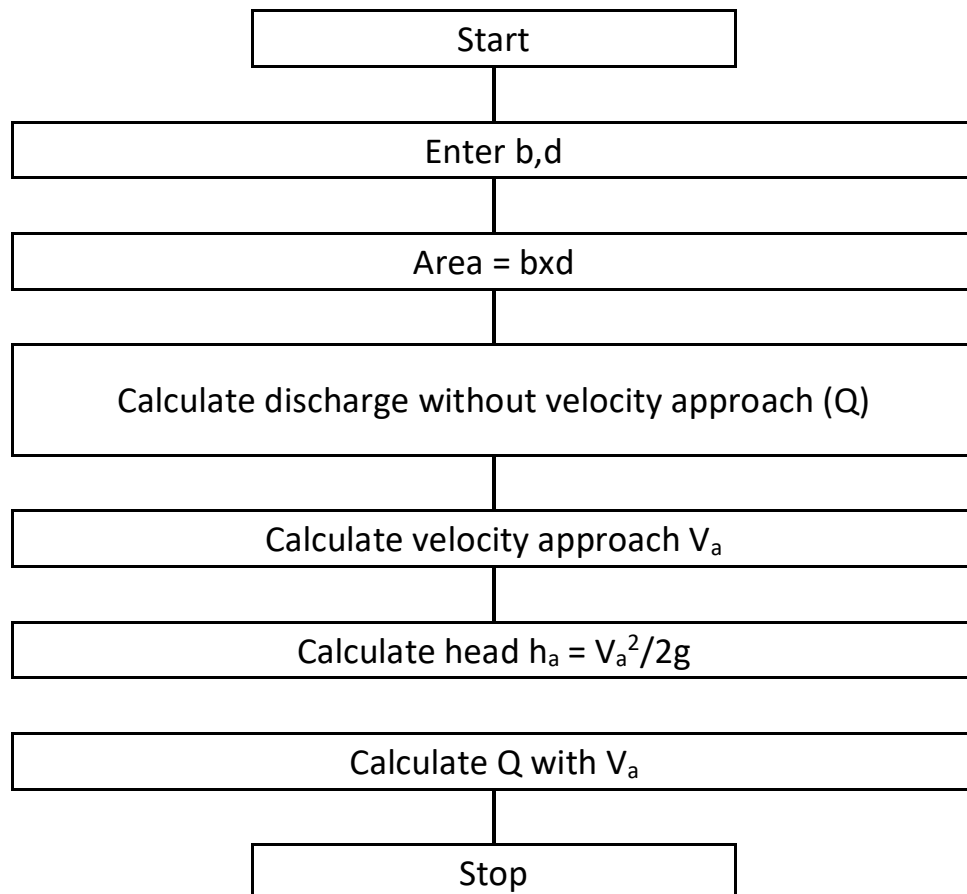 Start
Enter b,d
Area = bxd
Calculate discharge without velocity approach (Q)
Calculate velocity approach Vₐ
Calculate head hₐ = Vₐ²/2g
Calculate Q with Vₐ
Stop